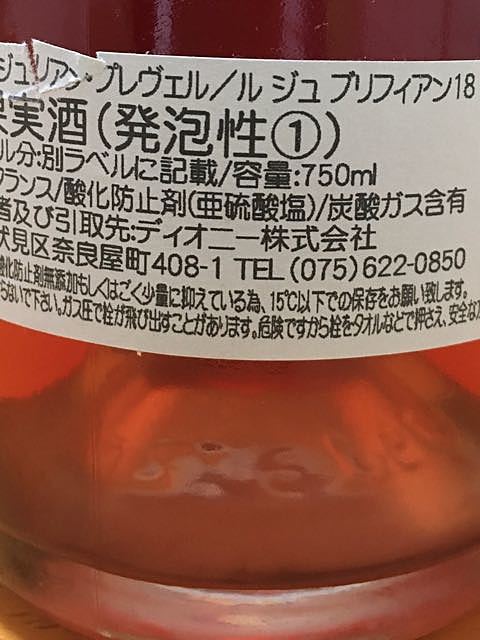 ジュリアン・プレヴェル/ル ジュ ブリフィアン18
果実酒(発泡性①)
ル分:別ラベルに記載/容量:750ml
フランス/酸化防止剤(亜硫酸塩)/炭酸ガス含有
者及び引取先:ディオニー株式会社
伏見区奈良屋町408-1 TEL(075)622-0850
酸化防止剤無添加もしくはごく少量に抑えている為、15℃以下での保存をお願い致します。
らないで下さい。ガス圧で栓が飛び出すことがあります。危険ですから栓をタオルなどで押さえ、安全な方